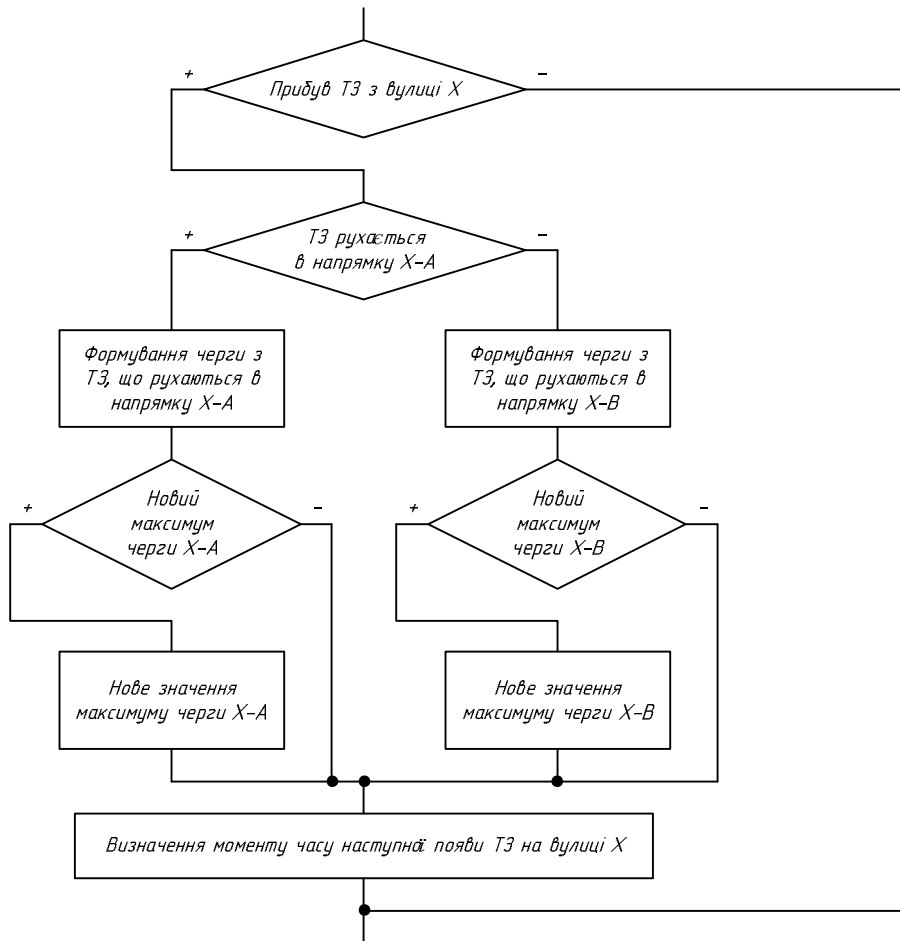 +
Прибув ТЗ з вулиці X
–
+
ТЗ рухається
в напрямку X–A
–
Формування черги з
ТЗ, що рухаються в
напрямку X–A
Формування черги з
ТЗ, що рухаються в
напрямку X–B
+
Новий
максимум
черги X–A
–
+
Новий
максимум
черги X–B
–
Нове значення
максимуму черги X–A
Нове значення
максимуму черги X–B
Визначення моменту часу наступної появи ТЗ на вулиці X